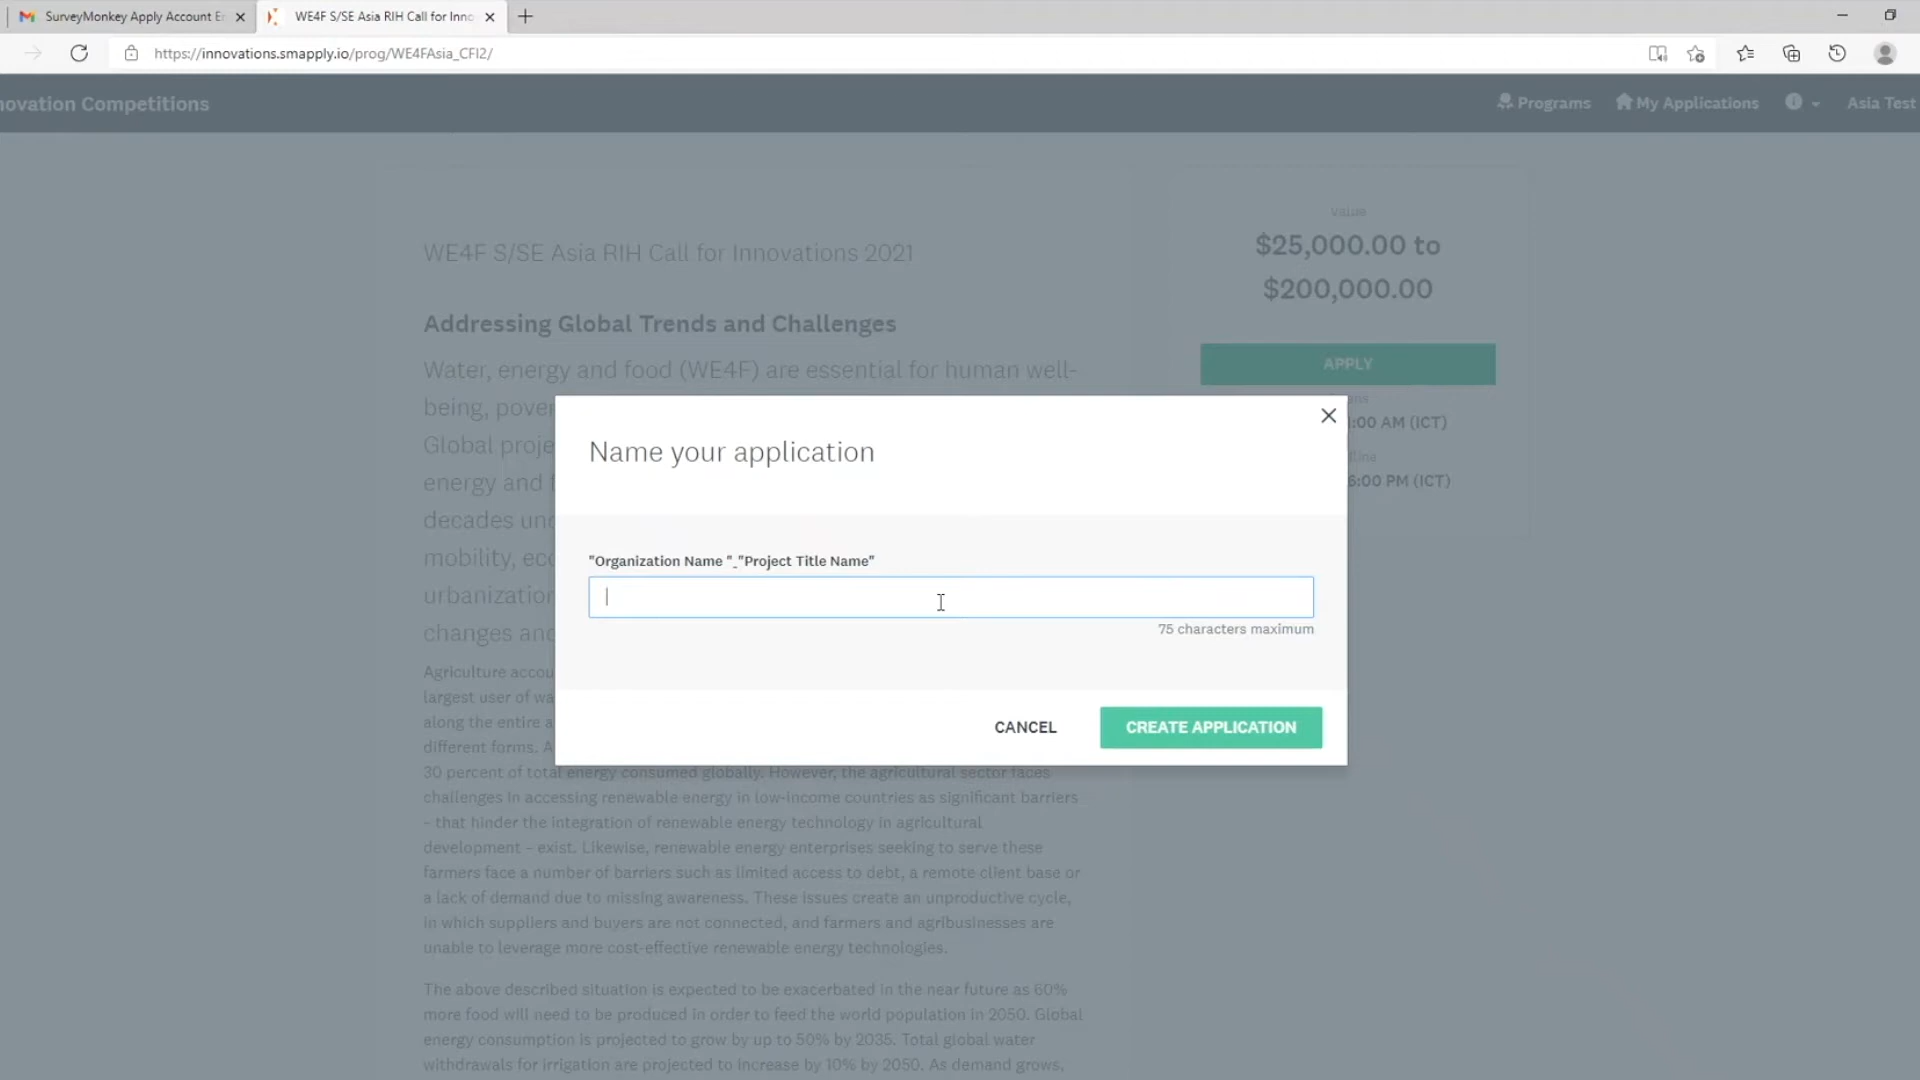 SurveyMonkey Apply Account E
WE4F S/SE Asia RIH Call for Inno
https://innovations.smapply.io/prog/WE4FAsia_CFI2/
novation Competitions
Programs
My Applications
Asia Test
WE4F S/SE Asia RIH Call for Innovations 2021
Addressing Global Trends and Challenges
Water, energy and food (WE4F) are essential for human well-
being, pover
Global proje
energy and f
decades und
mobility, eco
urbanization
changes and
Agriculture accou
largest user of wa
along the entire a
different forms. A
30 percent of total energy consumed globally. However, the agricultural sector faces
challenges in accessing renewable energy in low-income countries as significant barriers
– that hinder the integration of renewable energy technology in agricultural
development – exist. Likewise, renewable energy enterprises seeking to serve these
farmers face a number of barriers such as limited access to debt, a remote client base or
a lack of demand due to missing awareness. These issues create an unproductive cycle,
in which suppliers and buyers are not connected, and farmers and agribusinesses are
unable to leverage more cost-effective renewable energy technologies.
The above described situation is expected to be exacerbated in the near future as 60%
more food will need to be produced in order to feed the world population in 2050. Global
energy consumption is projected to grow by up to 50% by 2035. Total global water
withdrawals for irrigation are projected to increase by 10% by 2050. As demand grows,
Value
$25,000.00 to
$200,000.00
APPLY
:00 AM (ICT)
6:00 PM (ICT)
Name your application
"Organization Name "_"Project Title Name"
75 characters maximum
CANCEL
CREATE APPLICATION